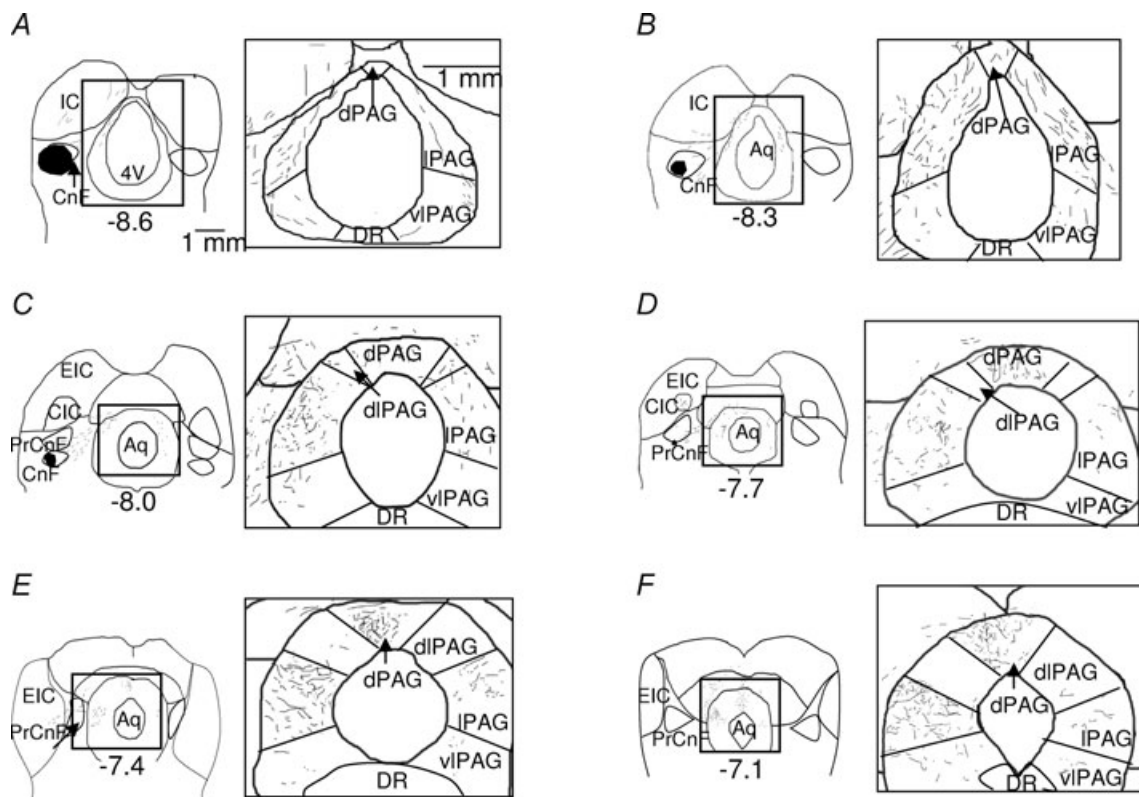 A
IC
4V
CnF
-8.6
1 mm
1 mm
dPAG
lPAG
vlPAG
DR
B
IC
Aq
CnF
-8.3
dPAG
lPAG
vlPAG
DR
C
EIC
CIC
PrCnF
CnF
Aq
-8.0
dPAG
dlPAG
lPAG
vlPAG
DR
D
EIC
CIC
PrCnF
Aq
-7.7
dPAG
dlPAG
lPAG
vlPAG
DR
E
EIC
PrCnF
Aq
-7.4
dlPAG
dPAG
lPAG
vlPAG
DR
F
EIC
PrCn
Aq
-7.1
dlPAG
dPAG
lPAG
vlPAG
DR